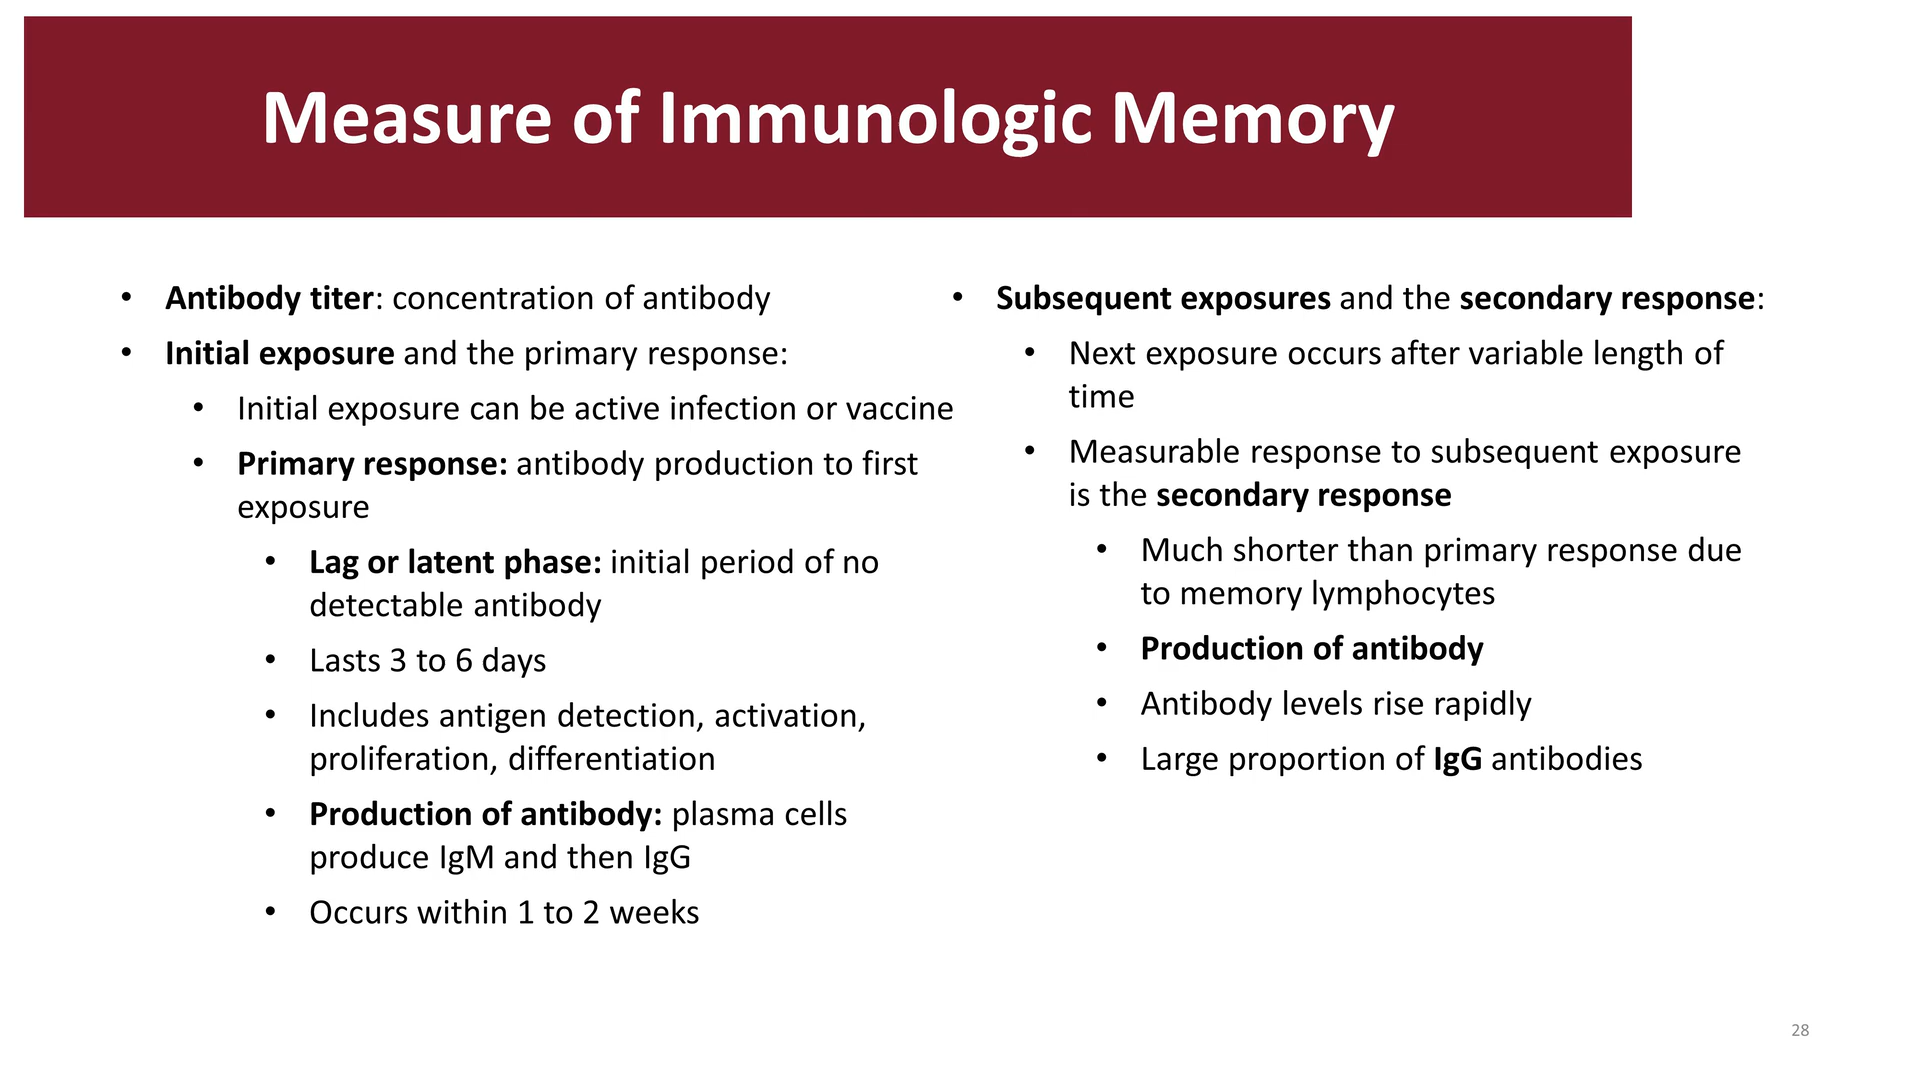 Measure of Immunologic Memory
• Antibody titer: concentration of antibody
• Initial exposure and the primary response:
• Initial exposure can be active infection or vaccine
• Primary response: antibody production to first
exposure
• Lag or latent phase: initial period of no
detectable antibody
• Lasts 3 to 6 days
• Includes antigen detection, activation,
proliferation, differentiation
• Production of antibody: plasma cells
produce IgM and then IgG
• Occurs within 1 to 2 weeks
• Subsequent exposures and the secondary response:
• Next exposure occurs after variable length of
time
• Measurable response to subsequent exposure
is the secondary response
• Much shorter than primary response due
to memory lymphocytes
• Production of antibody
• Antibody levels rise rapidly
• Large proportion of IgG antibodies
28